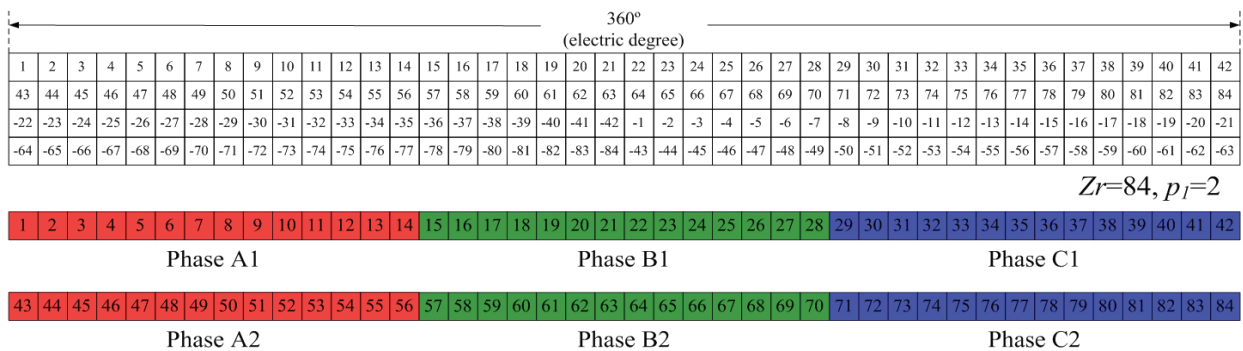 360º
(electric degree)
1 2 3 4 5 6 7 8 9 10 11 12 13 14 15 16 17 18 19 20 21 22 23 24 25 26 27 28 29 30 31 32 33 34 35 36 37 38 39 40 41 42
43 44 45 46 47 48 49 50 51 52 53 54 55 56 57 58 59 60 61 62 63 64 65 66 67 68 69 70 71 72 73 74 75 76 77 78 79 80 81 82 83 84
-22 -23 -24 -25 -26 -27 -28 -29 -30 -31 -32 -33 -34 -35 -36 -37 -38 -39 -40 -41 -42 -1 -2 -3 -4 -5 -6 -7 -8 -9 -10 -11 -12 -13 -14 -15 -16 -17 -18 -19 -20 -21
-64 -65 -66 -67 -68 -69 -70 -71 -72 -73 -74 -75 -76 -77 -78 -79 -80 -81 -82 -83 -84 -43 -44 -45 -46 -47 -48 -49 -50 -51 -52 -53 -54 -55 -56 -57 -58 -59 -60 -61 -62 -63
Zr=84, p1=2
1 2 3 4 5 6 7 8 9 10 11 12 13 14 15 16 17 18 19 20 21 22 23 24 25 26 27 28 29 30 31 32 33 34 35 36 37 38 39 40 41 42
Phase A1 Phase B1 Phase C1
43 44 45 46 47 48 49 50 51 52 53 54 55 56 57 58 59 60 61 62 63 64 65 66 67 68 69 70 71 72 73 74 75 76 77 78 79 80 81 82 83 84
Phase A2 Phase B2 Phase C2